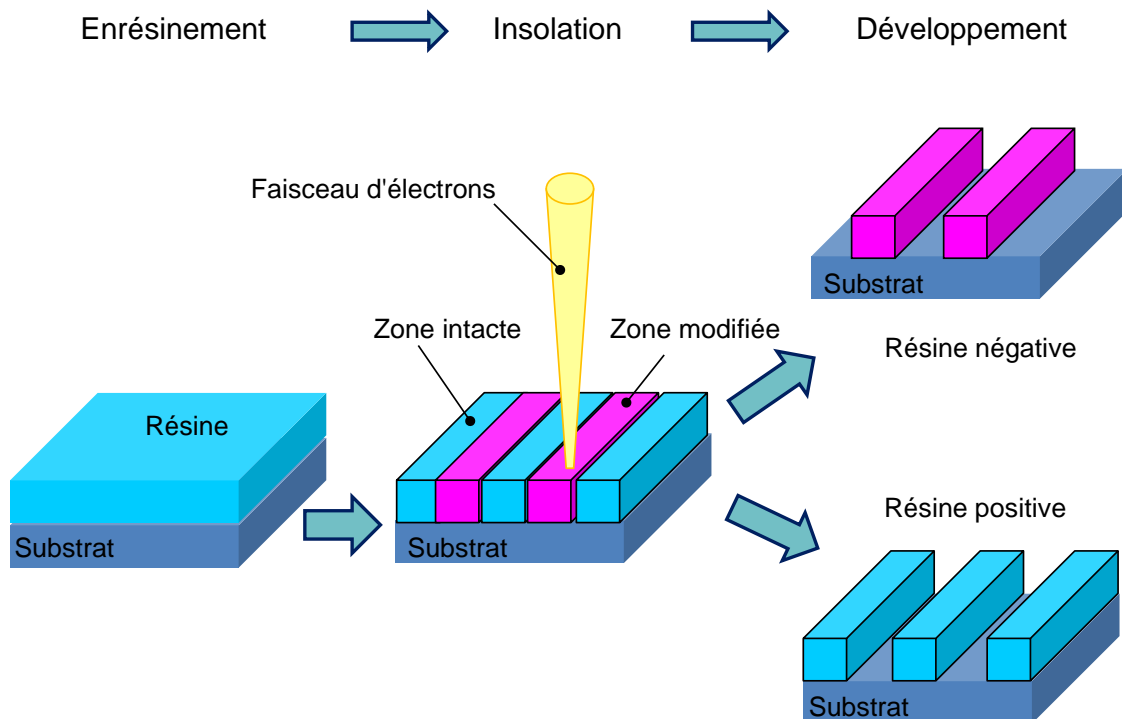 Enrésinement
Insolation
Développement
Faisceau d'électrons
Zone intacte
Zone modifiée
Substrat
Résine négative
Résine
Substrat
Substrat
Résine positive
Substrat